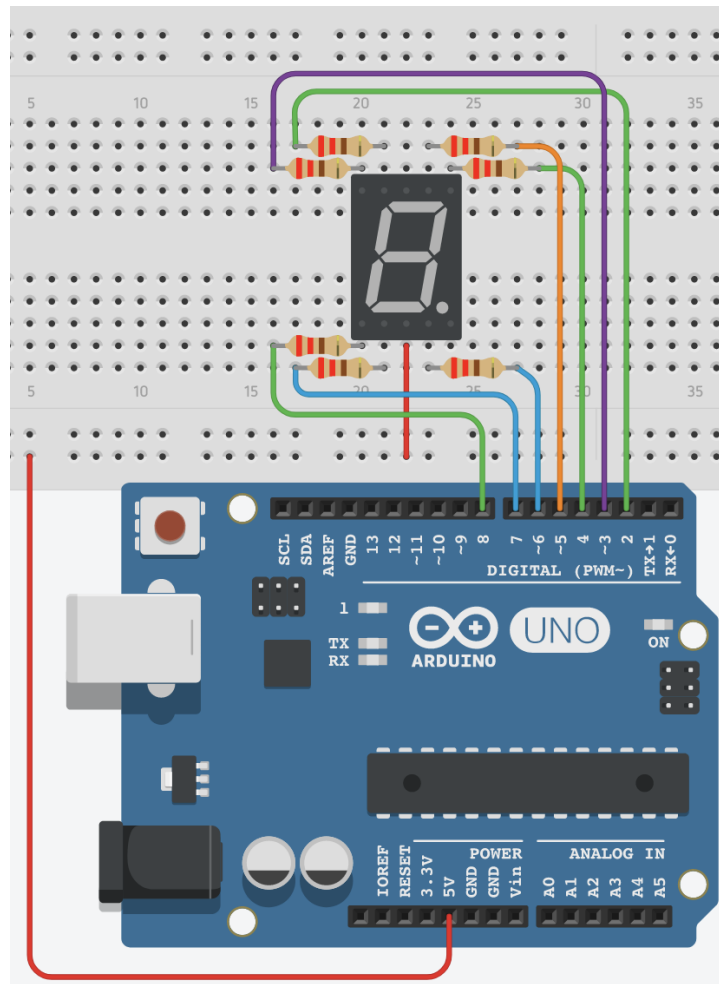 5 10 15 20 25 30 35
5 10 15 20 25 30 35
SCL
SDA
AREF
GND
13
12
~11
~10
~9
8
7
~6
~5
4
~3
2
TX→1
RX←0
DIGITAL (PWM~)
1
TX
RX
ARDUINO
UNO
ON
IOREF
RESET
3.3V
5V
GND
GND
Vin
POWER
ANALOG IN
A0
A1
A2
A3
A4
A5